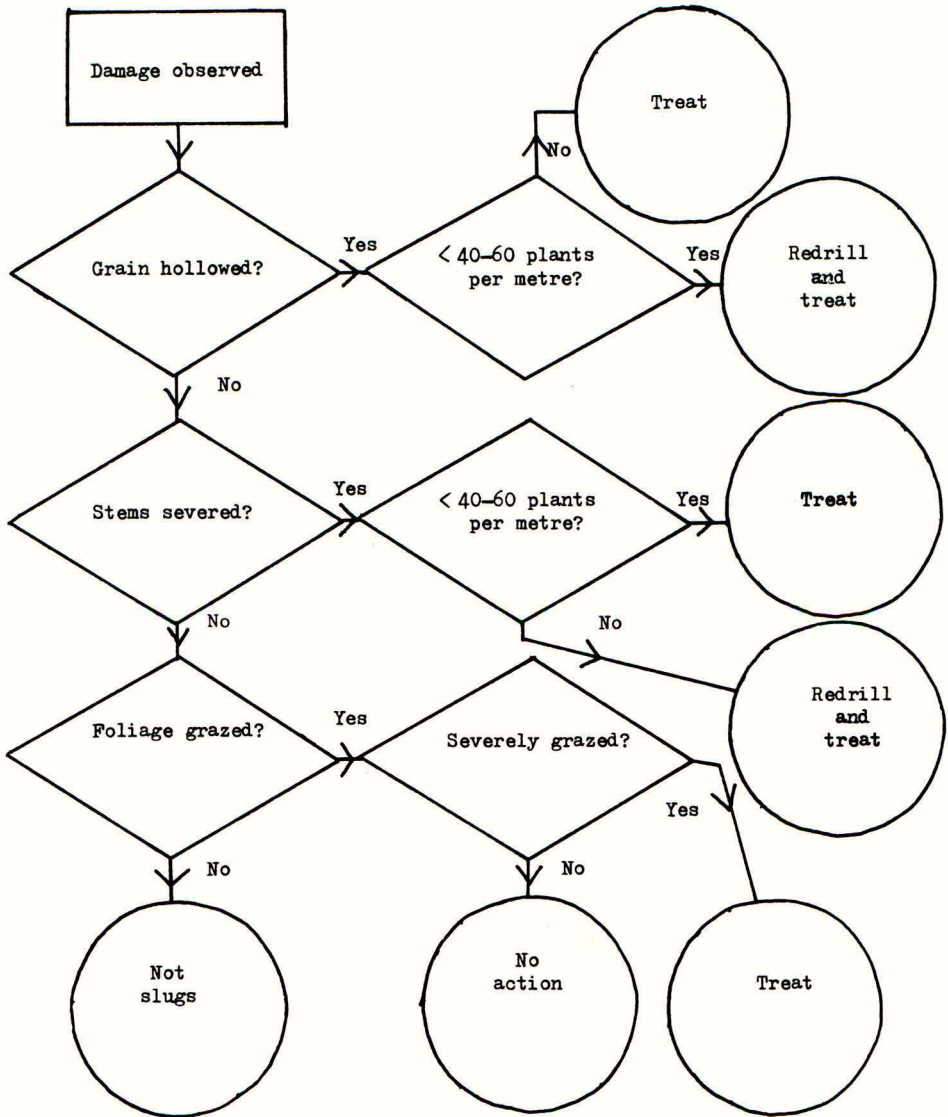 Damage observed
Treat
No
Grain hollowed?
Yes
< 40-60 plants
per metre?
Yes
Redrill
and
treat
No
Stems severed?
Yes
< 40-60 plants
per metre?
Yes
Treat
No
No
Foliage grazed?
Yes
Severely grazed?
Redrill
and
treat
Yes
No
No
Not
slugs
No
action
Treat